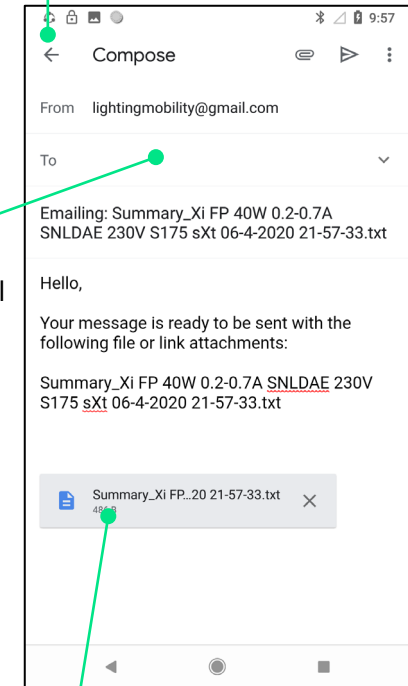 9:57
Compose
From lightingmobility@gmail.com
To
Emailing: Summary_Xi FP 40W 0.2-0.7A
SNLDAE 230V S175 sXt 06-4-2020 21-57-33.txt
l
Hello,
Your message is ready to be sent with the
following file or link attachments:
Summary_Xi FP 40W 0.2-0.7A SNLDAE 230V
S175 sXt 06-4-2020 21-57-33.txt
Summary_Xi FP...20 21-57-33.txt